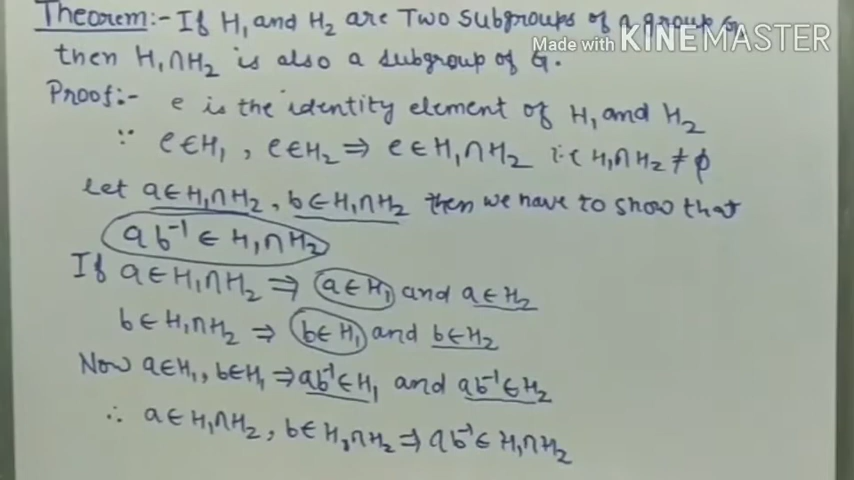 Theorem:- If H₁ and H₂ are Two subgroups of a group G,
Made with KINEMASTER
then H₁∩H₂ is also a subgroup of G.
Proof:- e is the identity element of H₁ and H₂
∵ e∈H₁, e∈H₂ ⇒ e∈H₁∩H₂ i.e H₁∩H₂ ≠ ϕ
Let a∈H₁∩H₂, b∈H₁∩H₂ then we have to show that
ab⁻¹ ∈ H₁∩H₂
If a∈H₁∩H₂ ⇒ a∈H₁ and a∈H₂
b∈H₁∩H₂ ⇒ b∈H₁ and b∈H₂
Now a∈H₁, b∈H₁ ⇒ ab⁻¹∈H₁ and ab⁻¹∈H₂
∴ a∈H₁∩H₂, b∈H₁∩H₂ ⇒ ab⁻¹∈H₁∩H₂